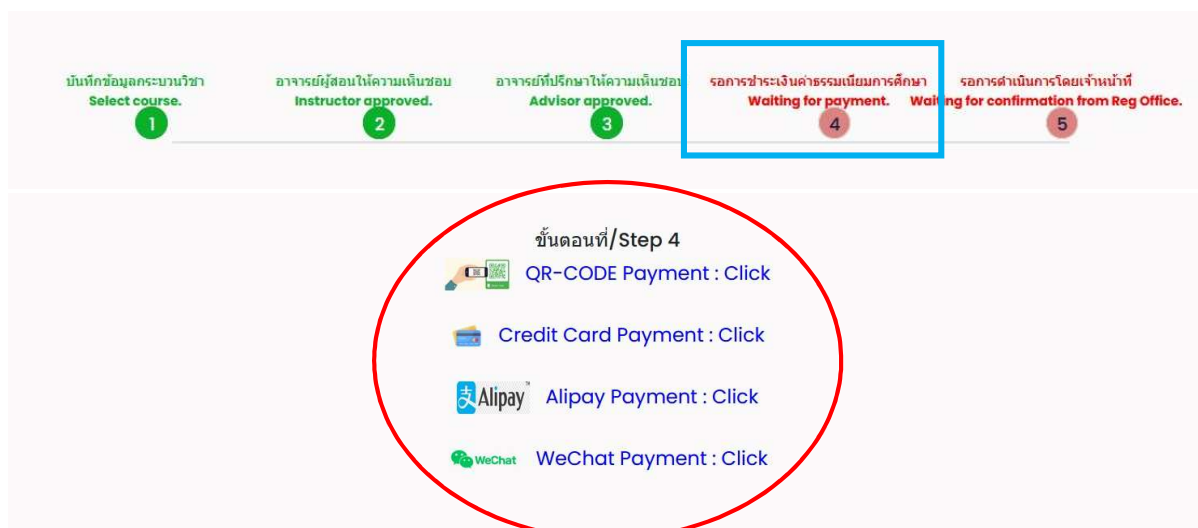 บันทึกข้อมูลกระบวนวิชา
Select course.
1
อาจารย์ผู้สอนให้ความเห็นชอบ
Instructor approved.
2
อาจารย์ที่ปรึกษาให้ความเห็นชอบ
Advisor approved.
3
รอการชำระเงินค่าธรรมเนียมการศึกษา
Waiting for payment.
4
รอการดำเนินการโดยเจ้าหน้าที่
Waiting for confirmation from Reg Office.
5
ขั้นตอนที่/Step 4
QR-CODE Payment : Click
Credit Card Payment : Click
支 Alipay™ Alipay Payment : Click
WeChat WeChat Payment : Click